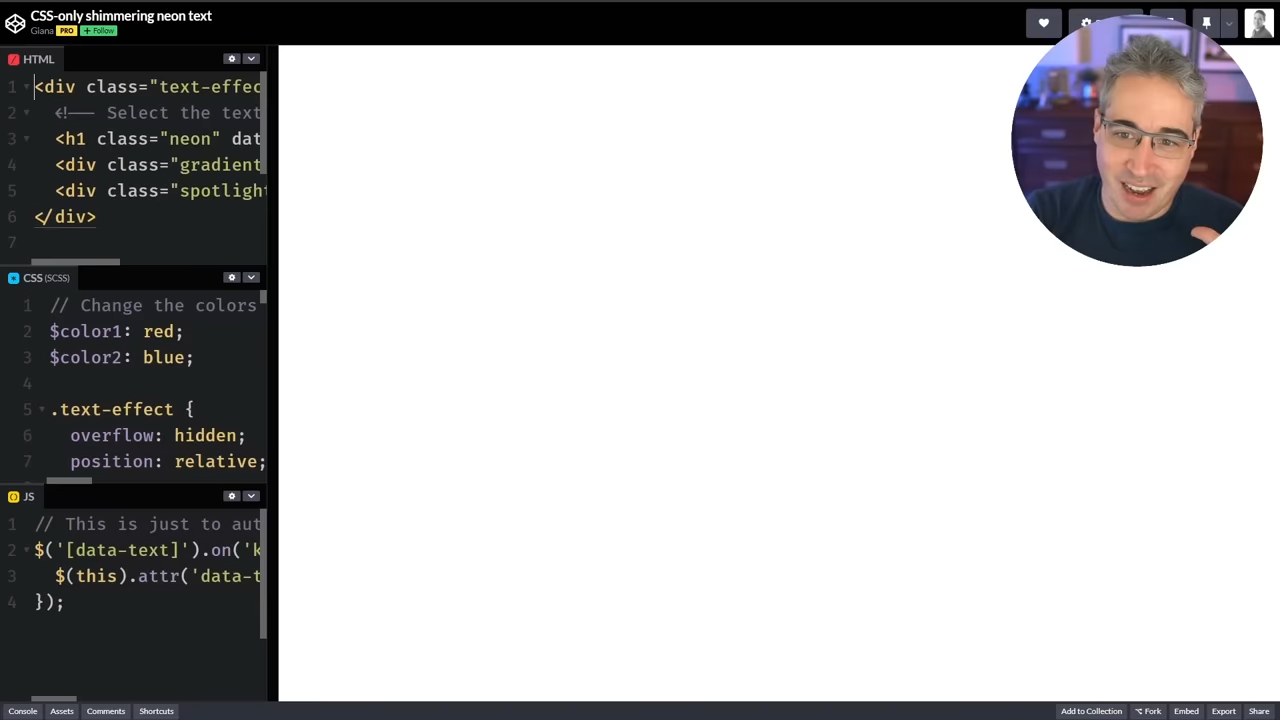 CSS-only shimmering neon text
Giana PRO + Follow
HTML
1 <div class="text-effec
2 <!-- Select the text
3 <h1 class="neon" dat
4 <div class="gradient
5 <div class="spotligh
6 </div>
7
CSS (SCSS)
1 // Change the colors
2 $color1: red;
3 $color2: blue;
4
5 .text-effect {
6 overflow: hidden;
7 position: relative;
JS
1 // This is just to aut
2 $('[data-text]').on('k
3 $(this).attr('data-t
4 });
Console Assets Comments Shortcuts Add to Collection Fork Embed Export Share